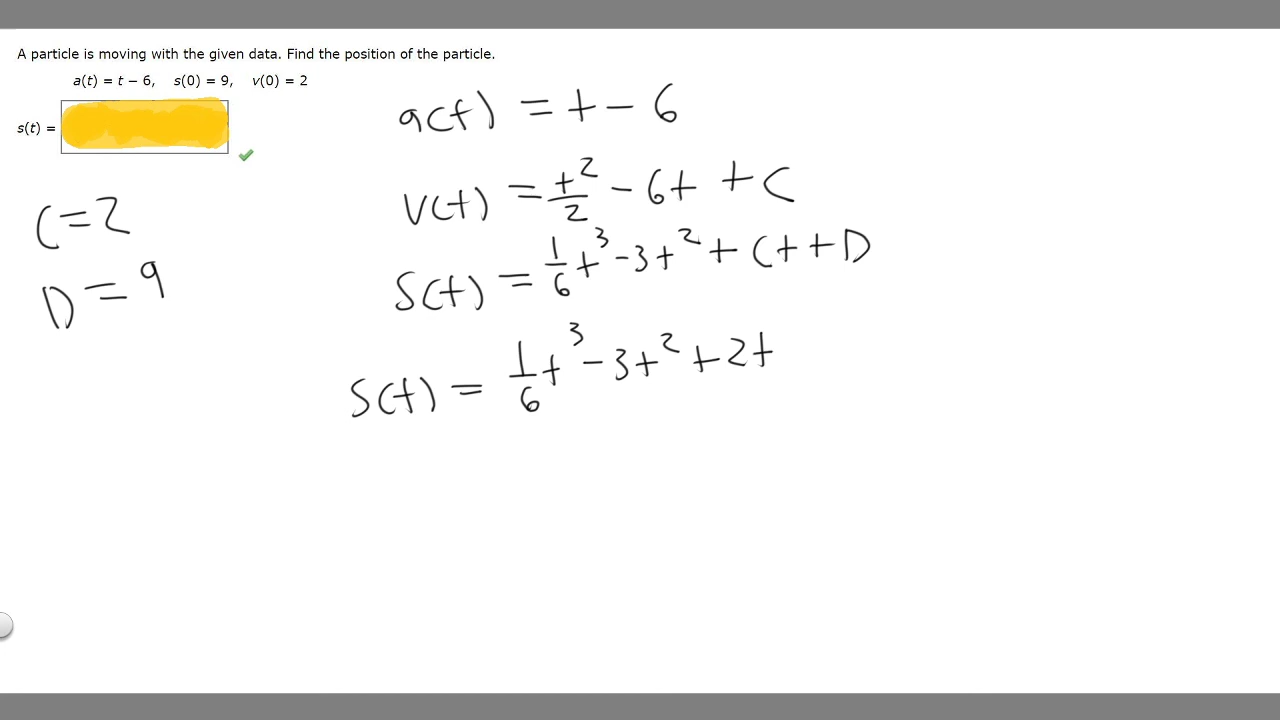 A particle is moving with the given data. Find the position of the particle.
a(t) = t − 6, s(0) = 9, v(0) = 2
s(t) =
a(t) = t − 6
v(t) = t²/2 − 6t + C
s(t) = 1/6 t³ − 3t² + Ct + D
s(t) = 1/6 t³ − 3t² + 2t
C = 2
D = 9